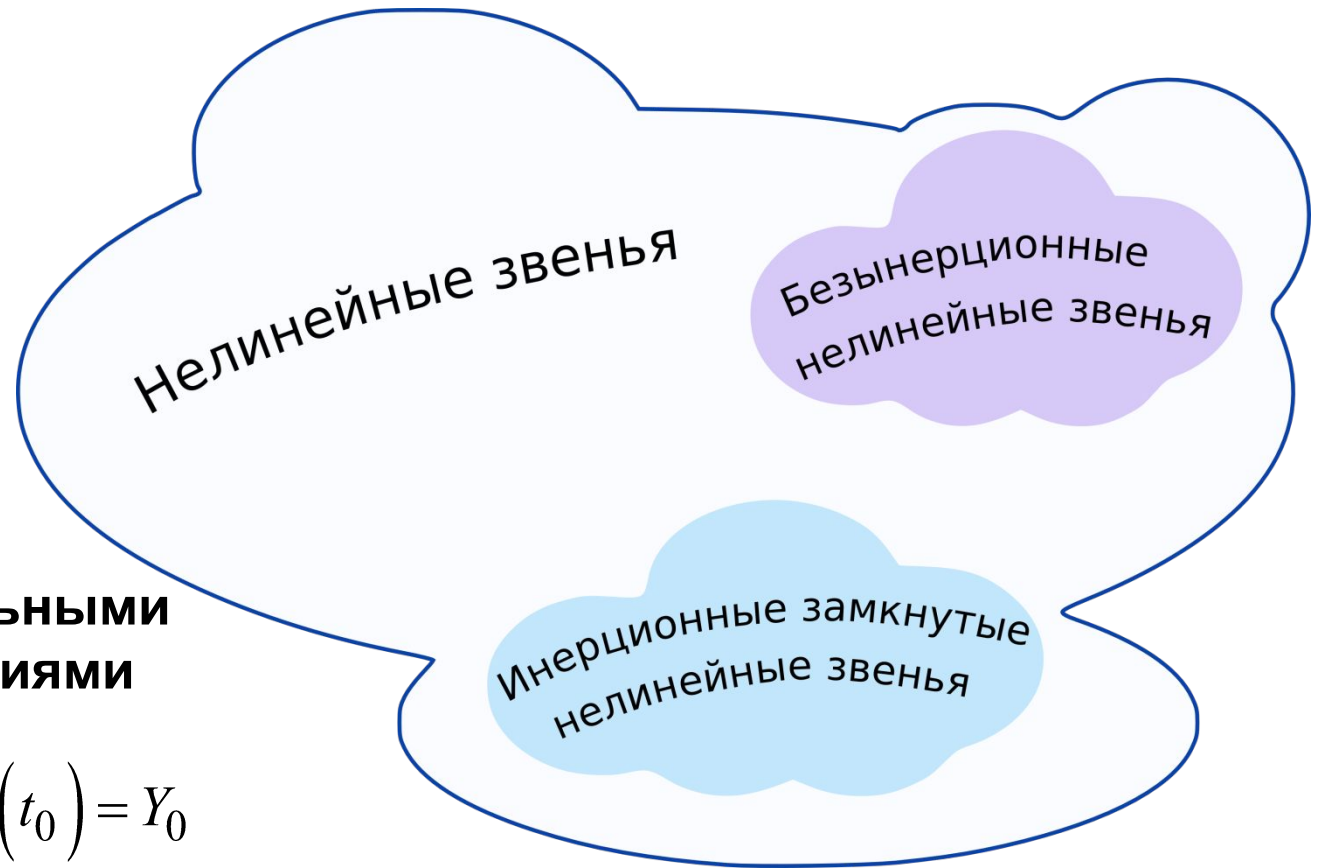 Нелинейные звенья
Безынерционные
нелинейные звенья
Инерционные замкнутые
нелинейные звенья
ьными
иями
(t₀) = Y₀